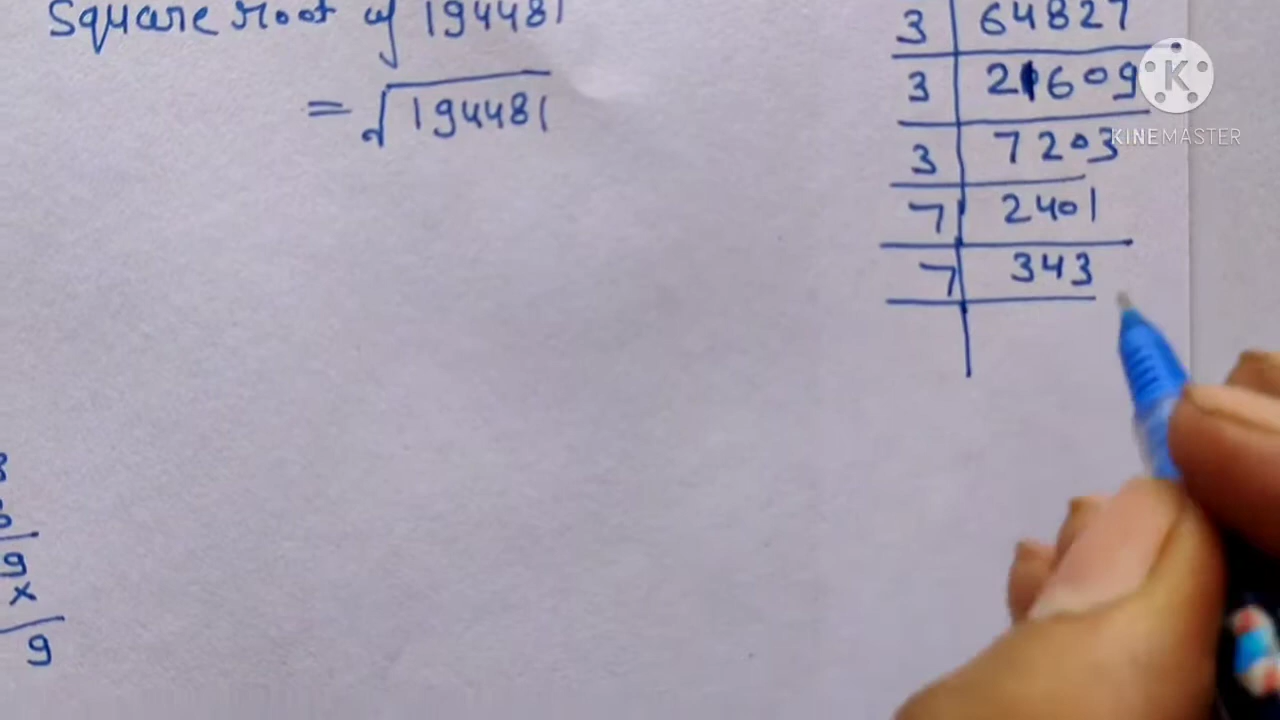 Square root of 194481
= √194481
3 | 64827
3 | 21609
3 | 7203
7 | 2401
7 | 343
K
KINEMASTER
9
×
9